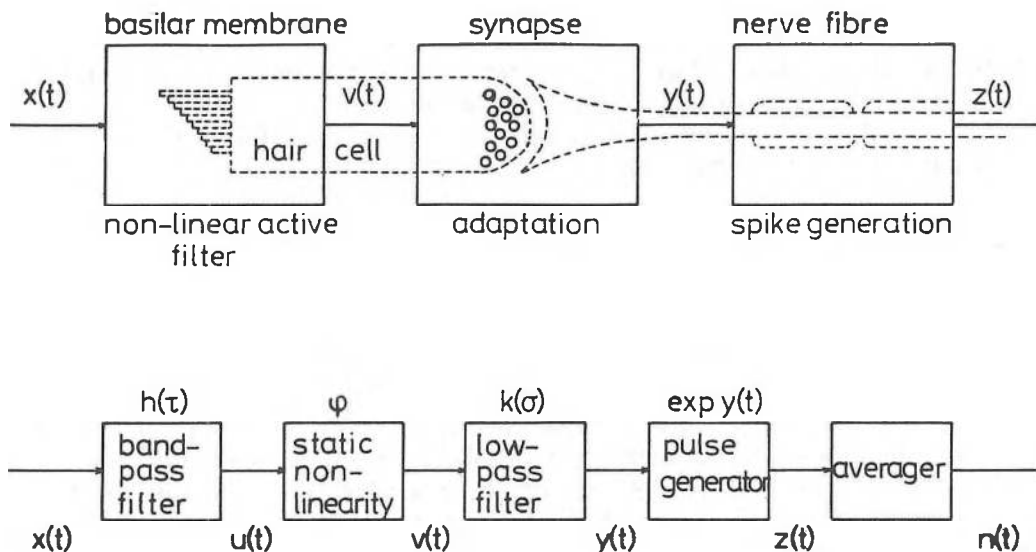 basilar membrane synapse nerve fibre
x(t) v(t) y(t) z(t)
hair cell
non-linear active adaptation spike generation
filter
h(τ) φ k(σ) exp y(t)
band- static low- pulse
pass non- pass generator averager
filter linearity filter
x(t) u(t) v(t) y(t) z(t) n(t)